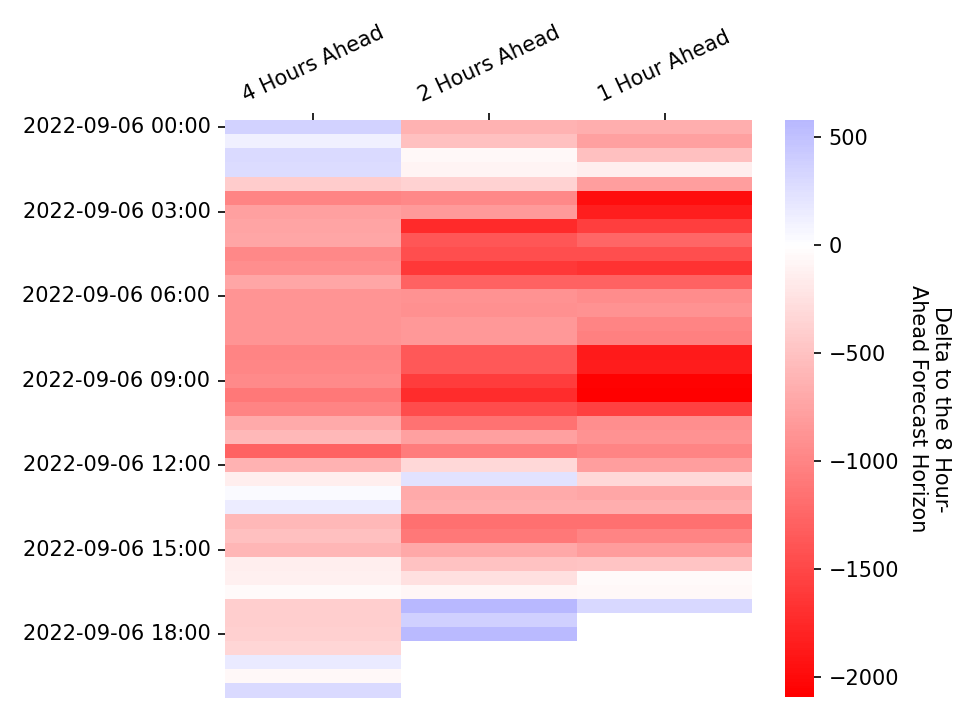 4 Hours Ahead
2 Hours Ahead
1 Hour Ahead
2022-09-06 00:00
2022-09-06 03:00
2022-09-06 06:00
2022-09-06 09:00
2022-09-06 12:00
2022-09-06 15:00
2022-09-06 18:00
500
0
−500
−1000
−1500
−2000
Delta to the 8 Hour-
Ahead Forecast Horizon